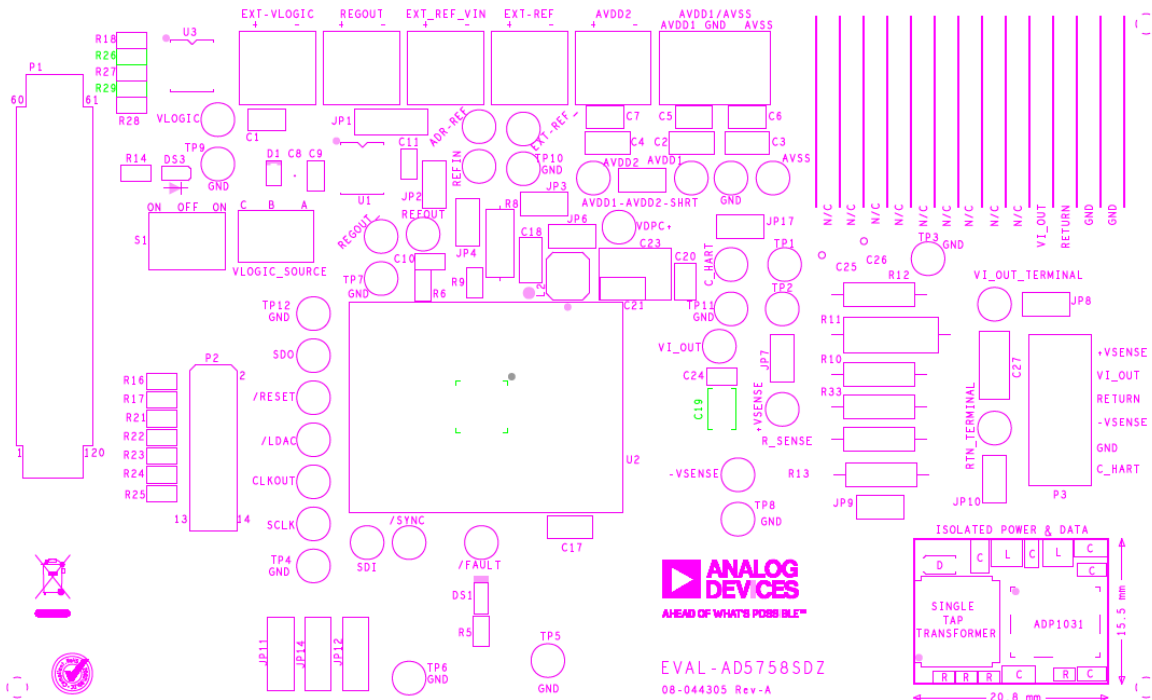 EXT-VLOGIC REGOUT EXT_REF_VIN EXT-REF AVDD2 AVDD1/AVSS
+ - + - + - + - + - AVDD1 GND AVSS
R18 U3
R26
P1 R27
R29
60 61
R28 VLOGIC C1 JP1 ADR-REF EXT-REF_ C7 C5 C6
C11 C4 C2 C3
TP9 R14 DS3 D1 C8 C9 REFIN TP10 GND AVDD2 AVDD1 AVSS
GND U1 JP2 JP3 GND
AVDD1-AVDD2-SHRT
ON OFF ON C B A
S1 VLOGIC_SOURCE
REGOUT_ REFOUT JP4 R8 C18 JP6 VDPC+ C23 JP17
TP7 GND C10 R6 R9 L2 C21 C20 C_HART TP1
TP11 GND TP2
N/C N/C N/C N/C N/C N/C N/C N/C N/C N/C N/C VI_OUT RETURN GND GND
C25 C26 TP3 GND
R12 VI_OUT_TERMINAL
JP8
TP12 GND
SDO
/RESET
/LDAC
CLKOUT
SCLK
TP4 GND
VI_OUT
C24
C19
JP7
+VSENSE
R_SENSE
-VSENSE
TP8
GND
R11
R10
R33
R13
JP9
C27
RTN_TERMINAL
JP10
+VSENSE
VI_OUT
RETURN
-VSENSE
GND
C_HART
P3
P2
2
R16
R17
R21
R22
R23
R24
R25
13 14
1 120
U2
/SYNC
SDI
/FAULT
C17
DS1
R5
JP11 JP14 JP12
TP6
GND
TP5
GND
ANALOG
DEVICES
AHEAD OF WHAT'S POSSIBLE™
EVAL-AD5758SDZ
08-044305 Rev-A
ISOLATED POWER & DATA
D C L C L C
C
SINGLE
TAP
TRANSFORMER
ADP1031
R R R C R C
15.5 mm
20.8 mm